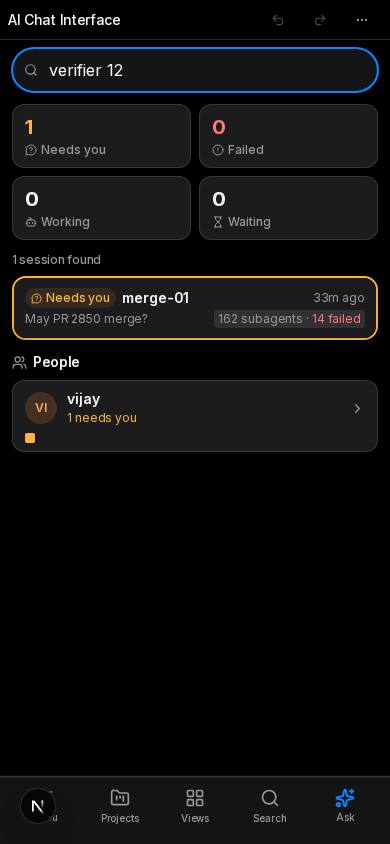 AI Chat Interface
verifier 12
1
Needs you
0
Failed
0
Working
0
Waiting
1 session found
Needs you merge-01 33m ago
May PR 2850 merge? 162 subagents · 14 failed
People
VI
vijay
1 needs you
N
Projects
Views
Search
Ask